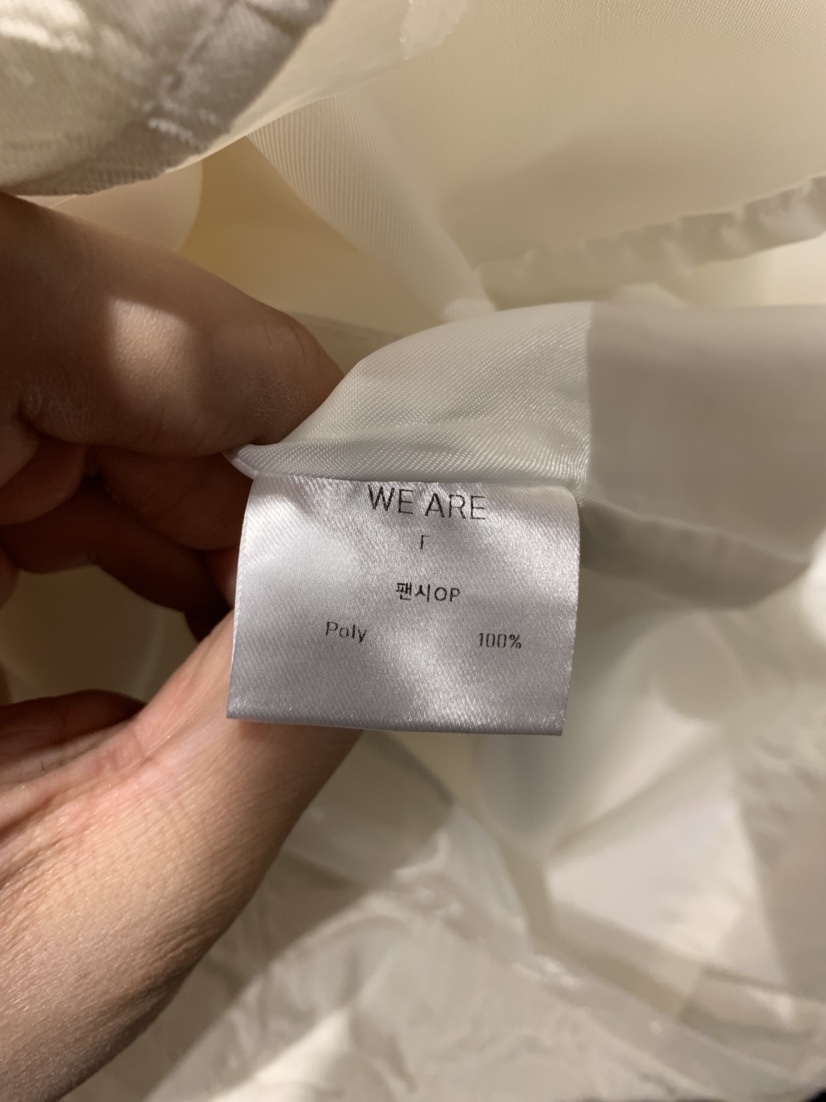 WE ARE
F
팬시OP
Poly 100%